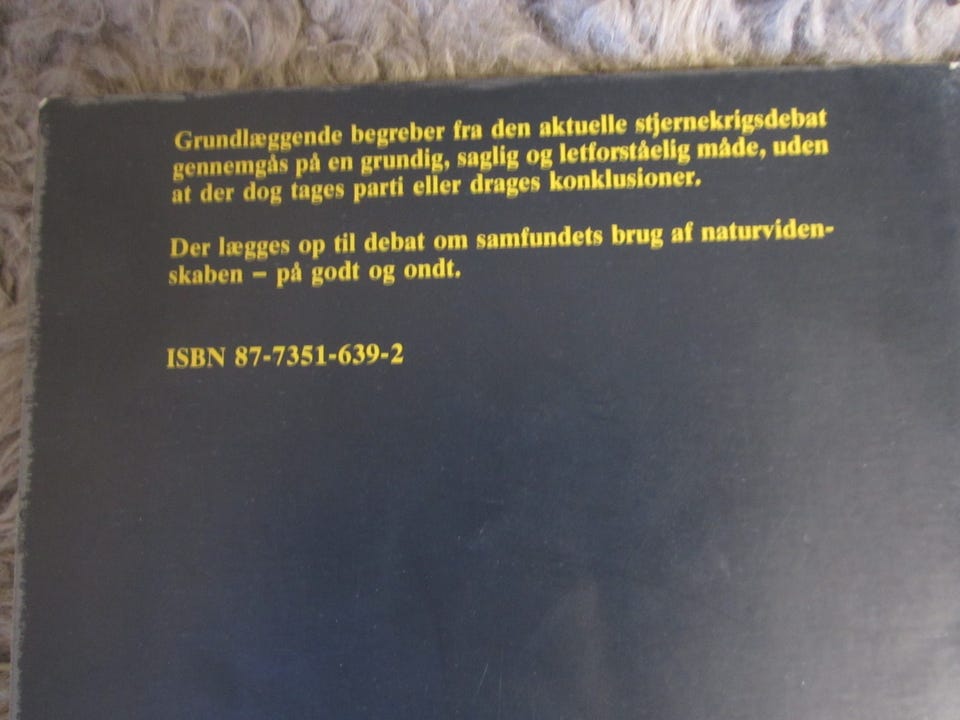 Grundlæggende begreber fra den aktuelle stjernekrigsdebat
gennemgås på en grundig, saglig og letforståelig måde, uden
at der dog tages parti eller drages konklusioner.
Der lægges op til debat om samfundets brug af naturviden-
skaben – på godt og ondt.
ISBN 87-7351-639-2